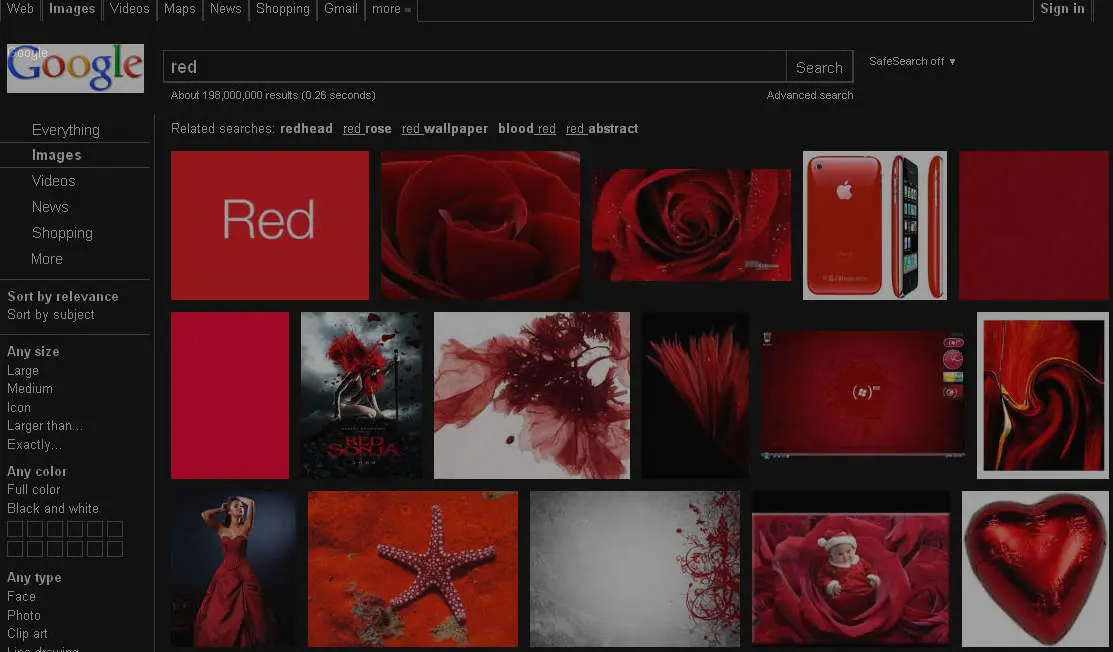 Web Images Videos Maps News Shopping Gmail more » Sign in
Google
Google
red Search SafeSearch off ▼
About 198,000,000 results (0.26 seconds) Advanced search
Related searches: redhead red rose red wallpaper blood red red abstract
Everything
Images
Videos
News
Shopping
More
Sort by relevance
Sort by subject
Any size
Large
Medium
Icon
Larger than...
Exactly...
Any color
Full color
Black and white
Any type
Face
Photo
Clip art
Line drawing
Red
RED
SONJA